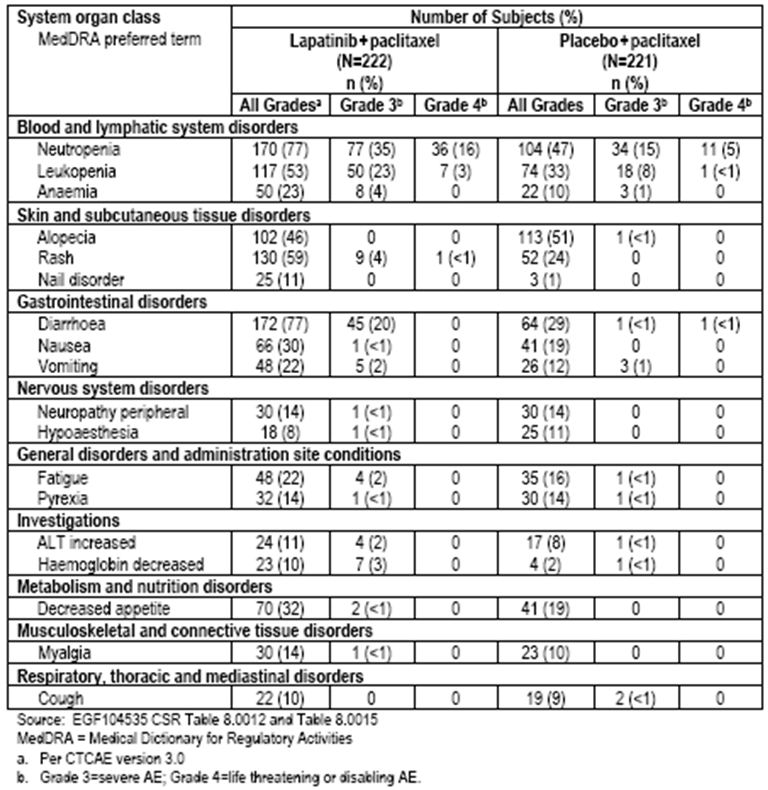 System organ class Number of Subjects (%)
MedDRA preferred term Lapatinib+paclitaxel Placebo+paclitaxel
(N=222) (N=221)
n (%) n (%)
All Gradesᵃ Grade 3ᵇ Grade 4ᵇ All Grades Grade 3ᵇ Grade 4ᵇ
Blood and lymphatic system disorders
Neutropenia 170 (77) 77 (35) 36 (16) 104 (47) 34 (15) 11 (5)
Leukopenia 117 (53) 50 (23) 7 (3) 74 (33) 18 (8) 1 (<1)
Anaemia 50 (23) 8 (4) 0 22 (10) 3 (1) 0
Skin and subcutaneous tissue disorders
Alopecia 102 (46) 0 0 113 (51) 1 (<1) 0
Rash 130 (59) 9 (4) 1 (<1) 52 (24) 0 0
Nail disorder 25 (11) 0 0 3 (1) 0 0
Gastrointestinal disorders
Diarrhoea 172 (77) 45 (20) 0 64 (29) 1 (<1) 1 (<1)
Nausea 66 (30) 1 (<1) 0 41 (19) 0 0
Vomiting 48 (22) 5 (2) 0 26 (12) 3 (1) 0
Nervous system disorders
Neuropathy peripheral 30 (14) 1 (<1) 0 30 (14) 0 0
Hypoaesthesia 18 (8) 1 (<1) 0 25 (11) 0 0
General disorders and administration site conditions
Fatigue 48 (22) 4 (2) 0 35 (16) 1 (<1) 0
Pyrexia 32 (14) 1 (<1) 0 30 (14) 1 (<1) 0
Investigations
ALT increased 24 (11) 4 (2) 0 17 (8) 1 (<1) 0
Haemoglobin decreased 23 (10) 7 (3) 0 4 (2) 1 (<1) 0
Metabolism and nutrition disorders
Decreased appetite 70 (32) 2 (<1) 0 41 (19) 0 0
Musculoskeletal and connective tissue disorders
Myalgia 30 (14) 1 (<1) 0 23 (10) 0 0
Respiratory, thoracic and mediastinal disorders
Cough 22 (10) 0 0 19 (9) 2 (<1) 0
Source: EGF104535 CSR Table 8.0012 and Table 8.0015
MedDRA = Medical Dictionary for Regulatory Activities
a. Per CTCAE version 3.0
b. Grade 3=severe AE; Grade 4=life threatening or disabling AE.